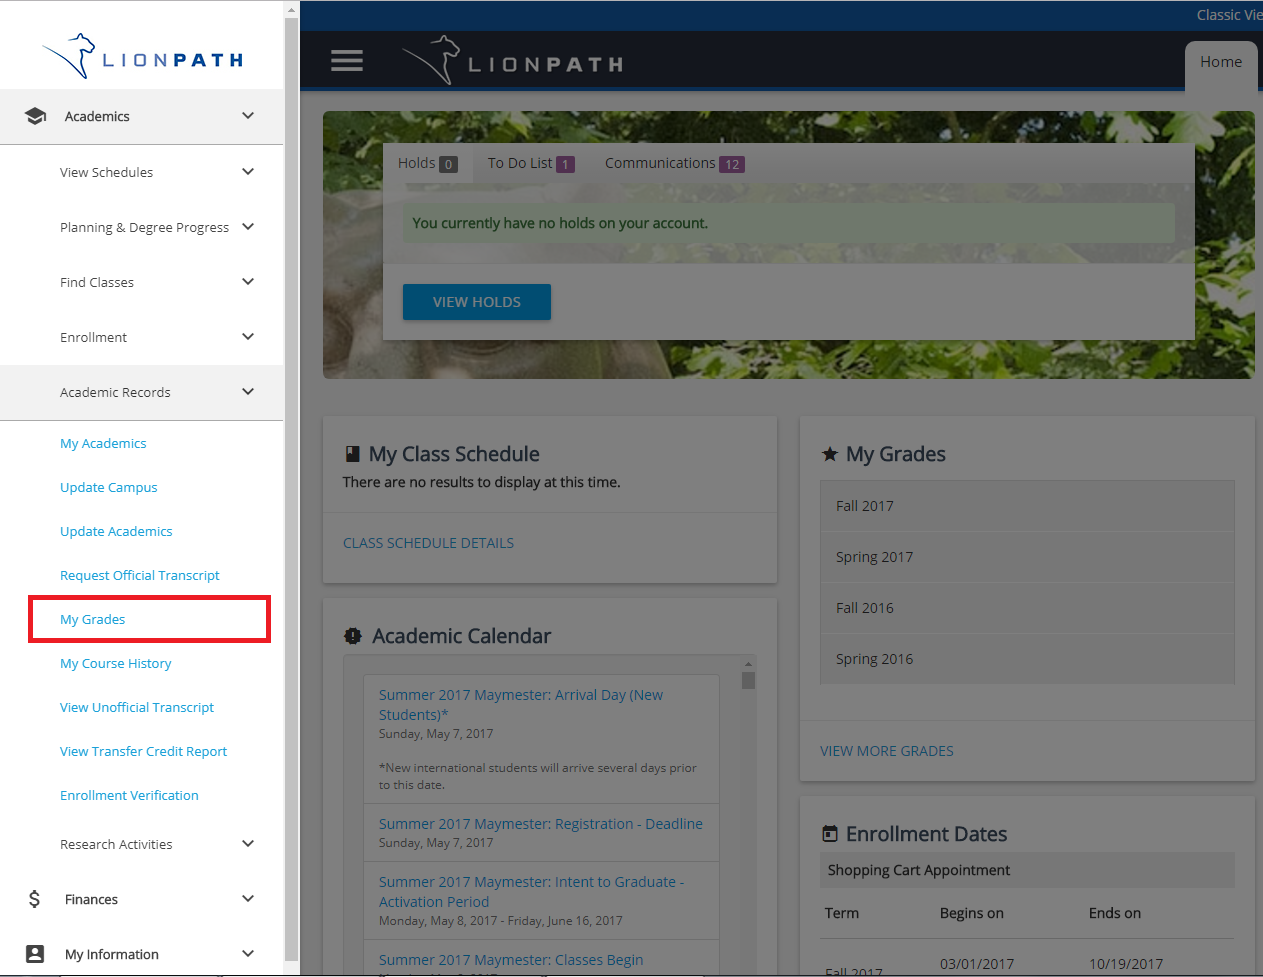 LIONPATH
Academics
View Schedules
Planning & Degree Progress
Find Classes
Enrollment
Academic Records
My Academics
Update Campus
Update Academics
Request Official Transcript
My Grades
My Course History
View Unofficial Transcript
View Transfer Credit Report
Enrollment Verification
Research Activities
Finances
My Information
Classic Vie
LIONPATH
Home
Holds 0 To Do List 1 Communications 12
You currently have no holds on your account.
VIEW HOLDS
My Class Schedule
There are no results to display at this time.
CLASS SCHEDULE DETAILS
Academic Calendar
Summer 2017 Maymester: Arrival Day (New
Students)*
Sunday, May 7, 2017
*New international students will arrive several days prior
to this date.
Summer 2017 Maymester: Registration - Deadline
Sunday, May 7, 2017
Summer 2017 Maymester: Intent to Graduate -
Activation Period
Monday, May 8, 2017 - Friday, June 16, 2017
Summer 2017 Maymester: Classes Begin
My Grades
Fall 2017
Spring 2017
Fall 2016
Spring 2016
VIEW MORE GRADES
Enrollment Dates
Shopping Cart Appointment
Term Begins on Ends on
Fall 2017 03/01/2017 10/19/2017